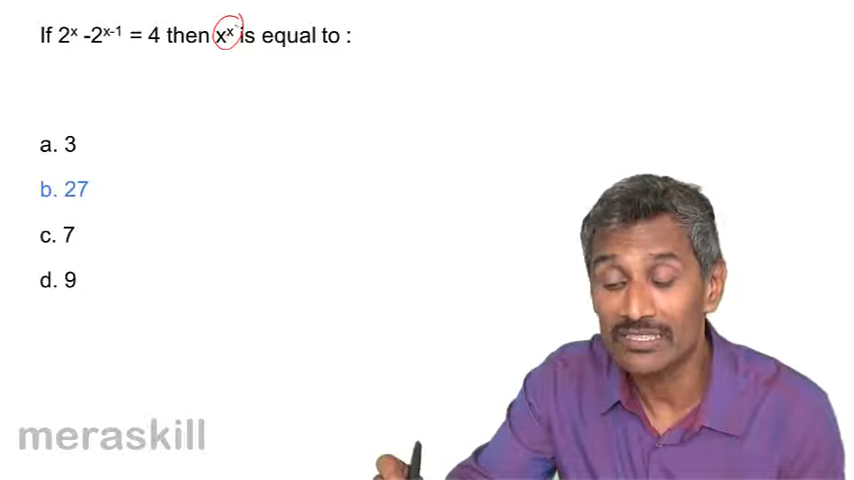 If 2ˣ -2ˣ⁻¹ = 4 then xˣ is equal to :
a. 3
b. 27
c. 7
d. 9
meraskill